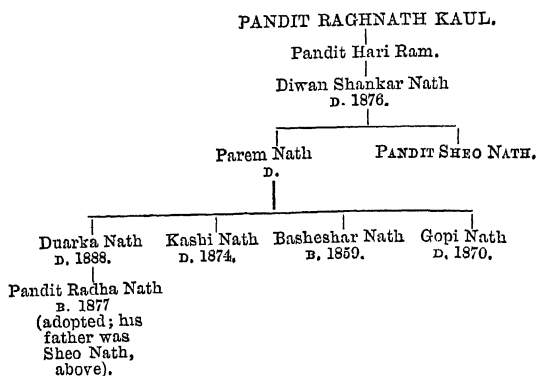 PANDIT RAGHNATH KAUL.
Pandit Hari Ram.
Diwan Shankar Nath
D. 1876.
Parem Nath
D.
PANDIT SHEO NATH.
Duarka Nath
D. 1888.
Kashi Nath
D. 1874.
Basheshar Nath
B. 1859.
Gopi Nath
D. 1870.
Pandit Radha Nath
B. 1877
(adopted; his
father was
Sheo Nath,
above).